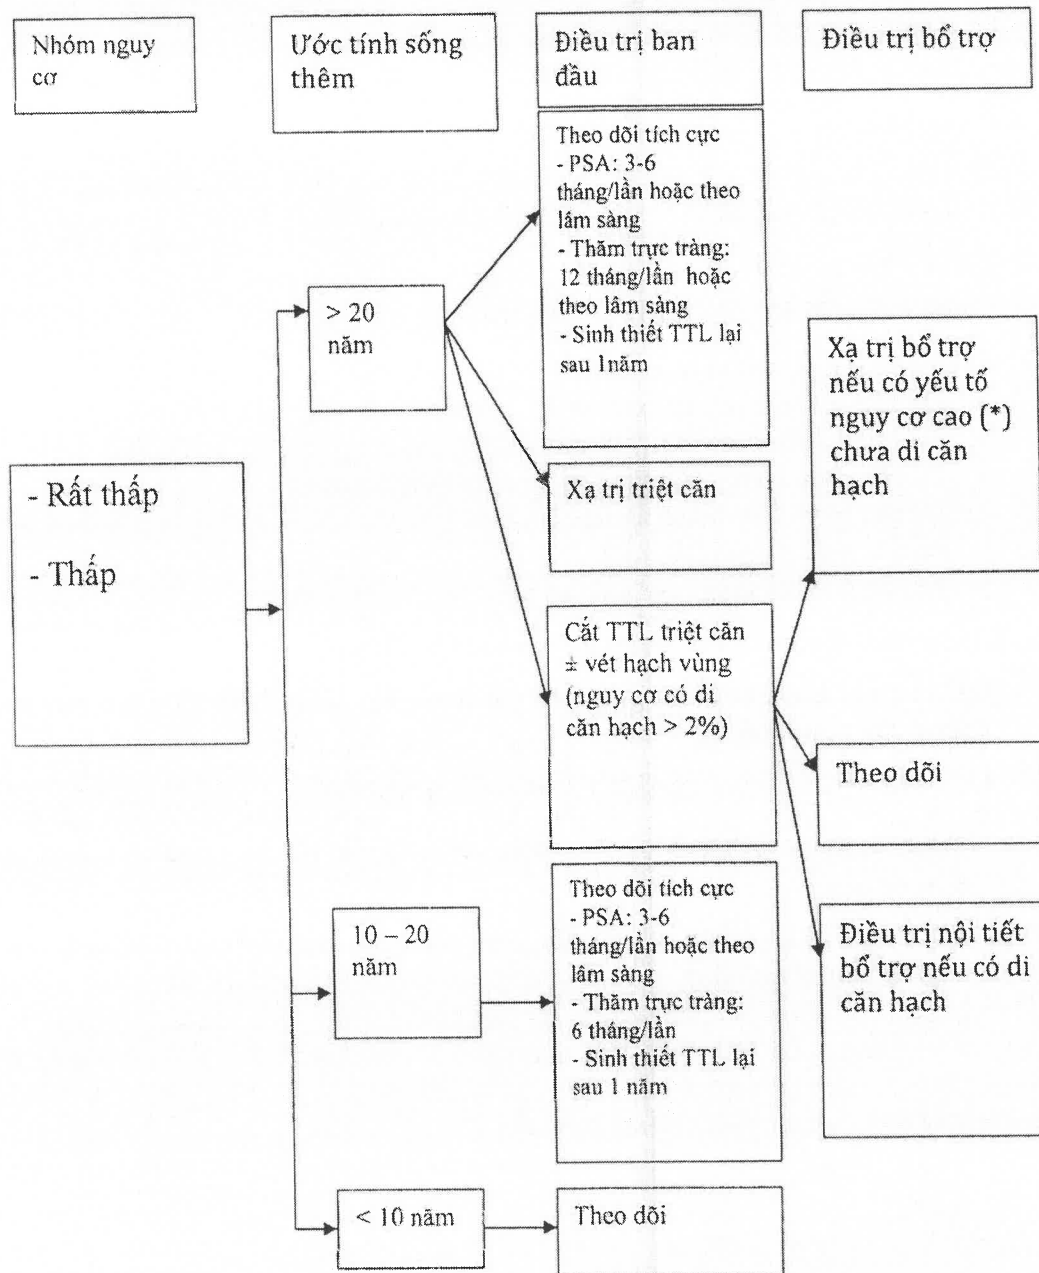 Nhóm nguy
cơ
Ước tính sống
thêm
Điều trị ban
đầu
Điều trị bổ trợ
Theo dõi tích cực
- PSA: 3-6
tháng/lần hoặc theo
lâm sàng
- Thăm trực tràng:
12 tháng/lần hoặc
theo lâm sàng
- Sinh thiết TTL lại
sau 1năm
> 20
năm
Xạ trị bổ trợ
nếu có yếu tố
nguy cơ cao (*)
chưa di căn
hạch
- Rất thấp
- Thấp
Xạ trị triệt căn
Cắt TTL triệt căn
± vét hạch vùng
(nguy cơ có di
căn hạch > 2%)
Theo dõi
10 – 20
năm
Theo dõi tích cực
- PSA: 3-6
tháng/lần hoặc theo
lâm sàng
- Thăm trực tràng:
6 tháng/lần
- Sinh thiết TTL lại
sau 1 năm
Điều trị nội tiết
bổ trợ nếu có di
căn hạch
< 10 năm
Theo dõi